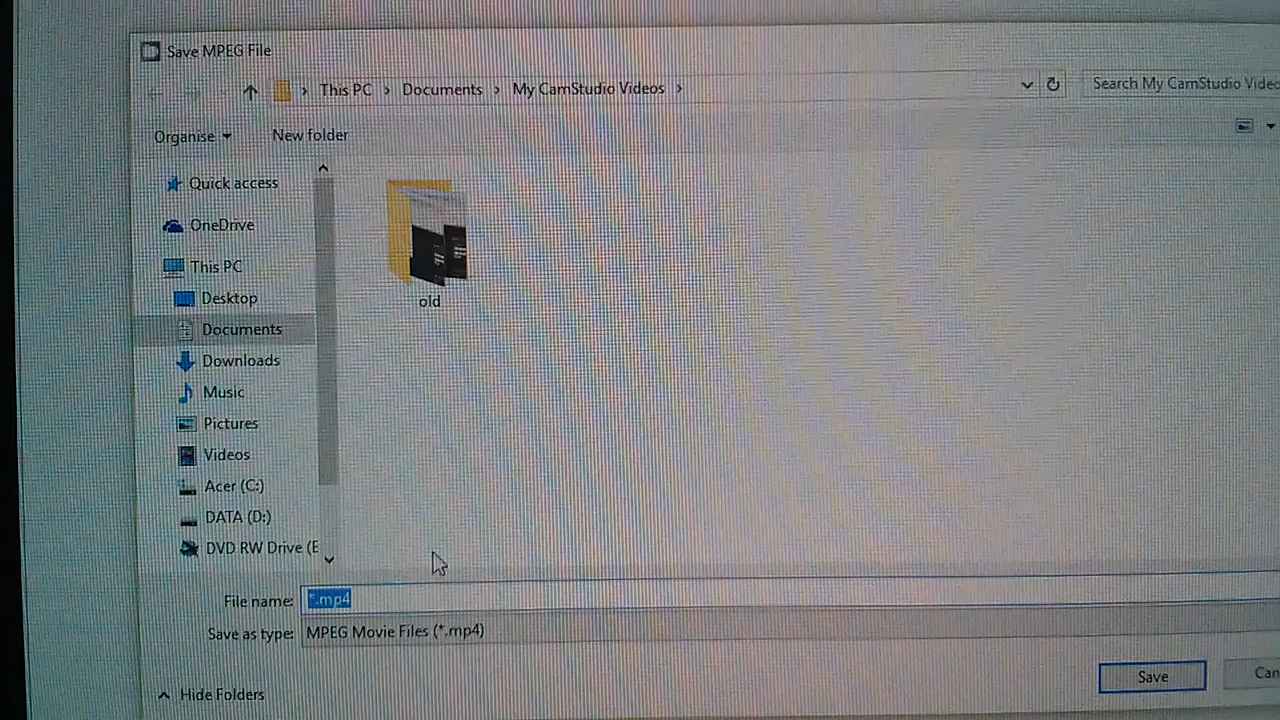 Save MPEG File
This PC > Documents > My CamStudio Videos >
Search My CamStudio Video
Organise
New folder
Quick access
OneDrive
This PC
Desktop
Documents
Downloads
Music
Pictures
Videos
Acer (C:)
DATA (D:)
DVD RW Drive (E
old
File name: *.mp4
Save as type: MPEG Movie Files (*.mp4)
Hide Folders
Save
Can